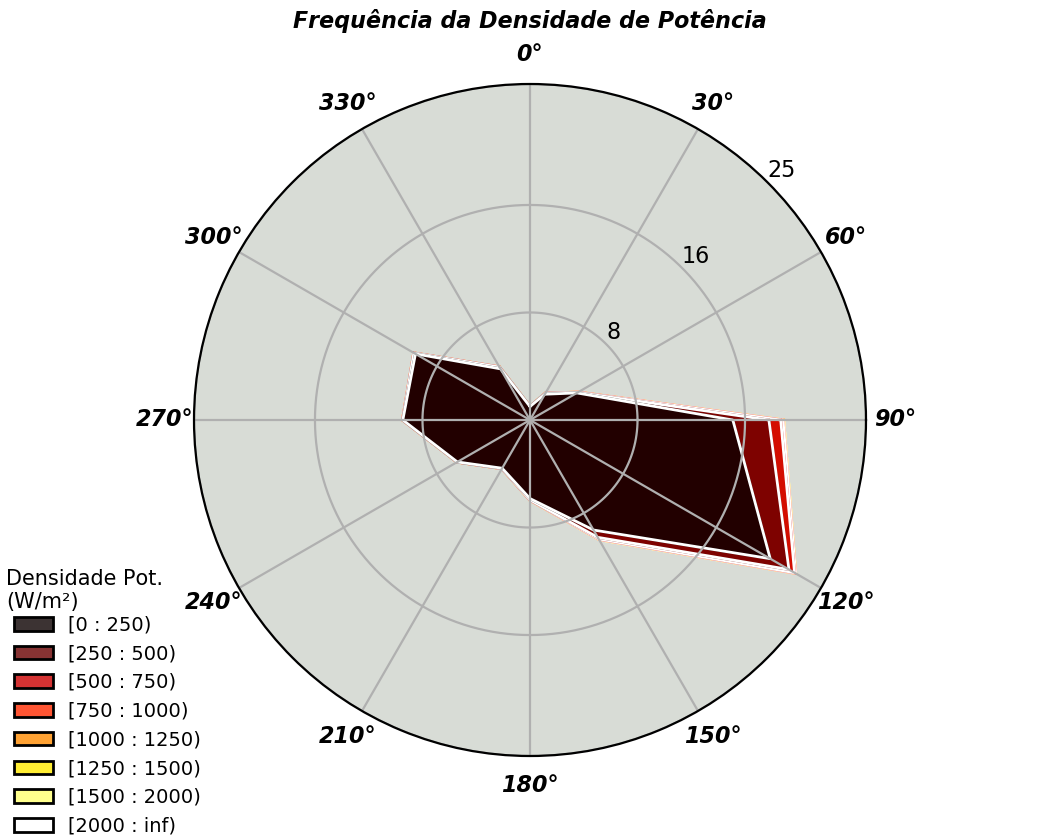 Frequência da Densidade de Potência
0°
330°
30°
25
300°
60°
16
8
270°
90°
240°
120°
210°
150°
180°
Densidade Pot.
(W/m²)
[0 : 250)
[250 : 500)
[500 : 750)
[750 : 1000)
[1000 : 1250)
[1250 : 1500)
[1500 : 2000)
[2000 : inf)